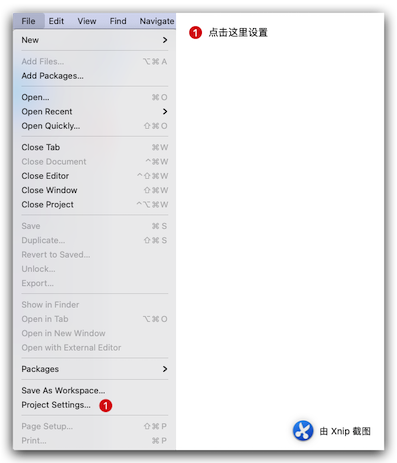 File Edit View Find Navigate
New
Add Files... ⌥⌘A
Add Packages...
Open... ⌘O
Open Recent
Open Quickly... ⇧⌘O
Close Tab ⌘W
Close Document ^⌘W
Close Editor ^⇧⌘W
Close Window ⇧⌘W
Close Project ^⌥⌘W
Save ⌘S
Duplicate... ⇧⌘S
Revert to Saved...
Unlock...
Export...
Show in Finder
Open in Tab ⌥⌘O
Open in New Window
Open with External Editor
Packages
Save As Workspace...
Project Settings... 1
Page Setup... ⇧⌘P
Print... ⌘P
1 点击这里设置
由 Xnip 截图